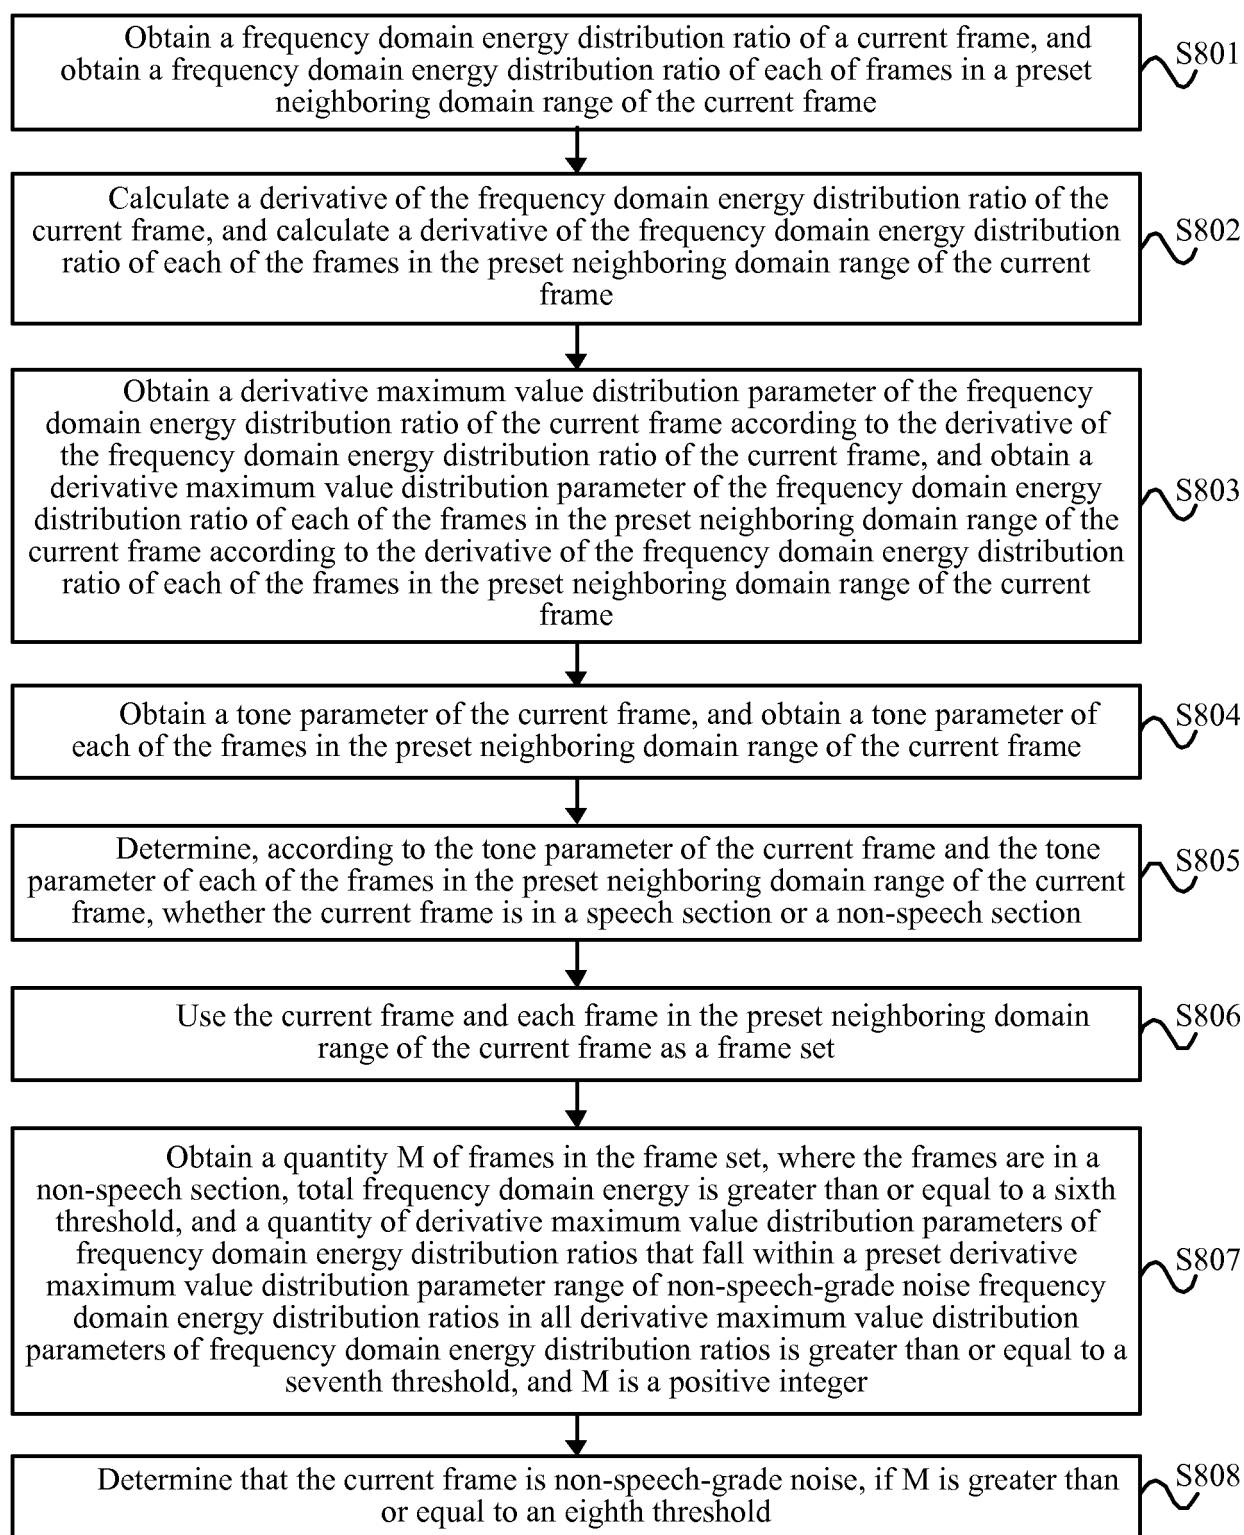 Obtain a frequency domain energy distribution ratio of a current frame, and
obtain a frequency domain energy distribution ratio of each of frames in a preset
neighboring domain range of the current frame
S801
Calculate a derivative of the frequency domain energy distribution ratio of the
current frame, and calculate a derivative of the frequency domain energy distribution
ratio of each of the frames in the preset neighboring domain range of the current
frame
S802
Obtain a derivative maximum value distribution parameter of the frequency
domain energy distribution ratio of the current frame according to the derivative of
the frequency domain energy distribution ratio of the current frame, and obtain a
derivative maximum value distribution parameter of the frequency domain energy
distribution ratio of each of the frames in the preset neighboring domain range of the
current frame according to the derivative of the frequency domain energy distribution
ratio of each of the frames in the preset neighboring domain range of the current
frame
S803
Obtain a tone parameter of the current frame, and obtain a tone parameter of
each of the frames in the preset neighboring domain range of the current frame
S804
Determine, according to the tone parameter of the current frame and the tone
parameter of each of the frames in the preset neighboring domain range of the current
frame, whether the current frame is in a speech section or a non-speech section
S805
Use the current frame and each frame in the preset neighboring domain
range of the current frame as a frame set
S806
Obtain a quantity M of frames in the frame set, where the frames are in a
non-speech section, total frequency domain energy is greater than or equal to a sixth
threshold, and a quantity of derivative maximum value distribution parameters of
frequency domain energy distribution ratios that fall within a preset derivative
maximum value distribution parameter range of non-speech-grade noise frequency
domain energy distribution ratios in all derivative maximum value distribution
parameters of frequency domain energy distribution ratios is greater than or equal to a
seventh threshold, and M is a positive integer
S807
Determine that the current frame is non-speech-grade noise, if M is greater than
or equal to an eighth threshold
S808